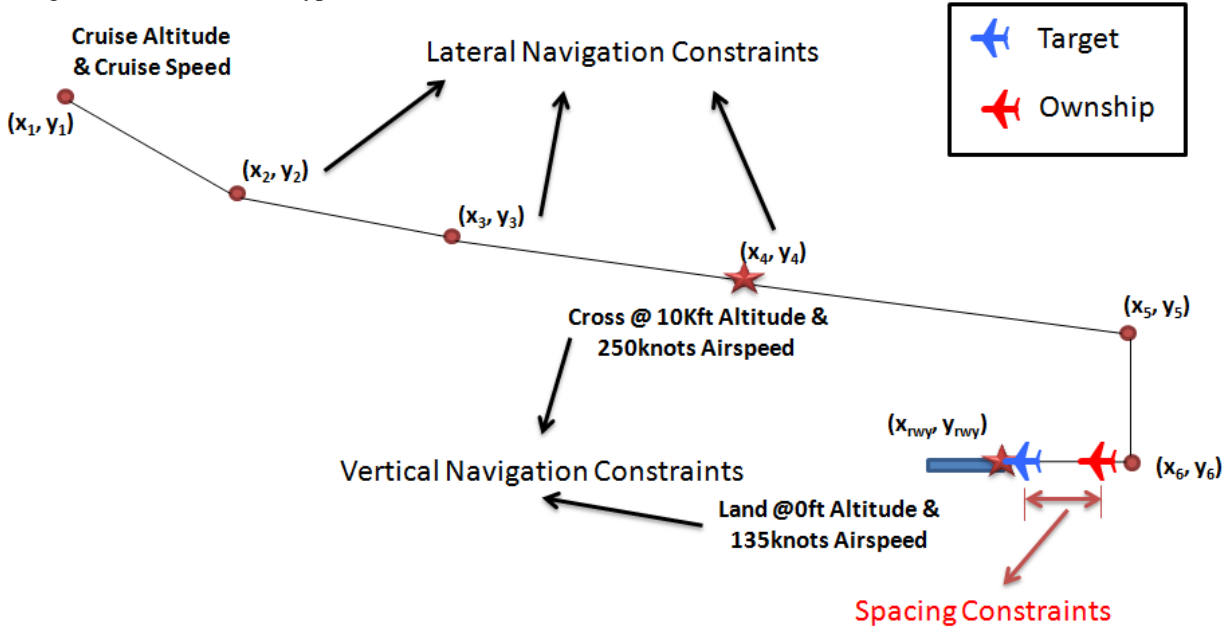 Cruise Altitude
& Cruise Speed
Lateral Navigation Constraints
Target
Ownship
(x1, y1)
(x2, y2)
(x3, y3)
(x4, y4)
Cross @ 10Kft Altitude &
250knots Airspeed
(x5, y5)
(xrwy, yrwy)
Vertical Navigation Constraints
(x6, y6)
Land @0ft Altitude &
135knots Airspeed
Spacing Constraints